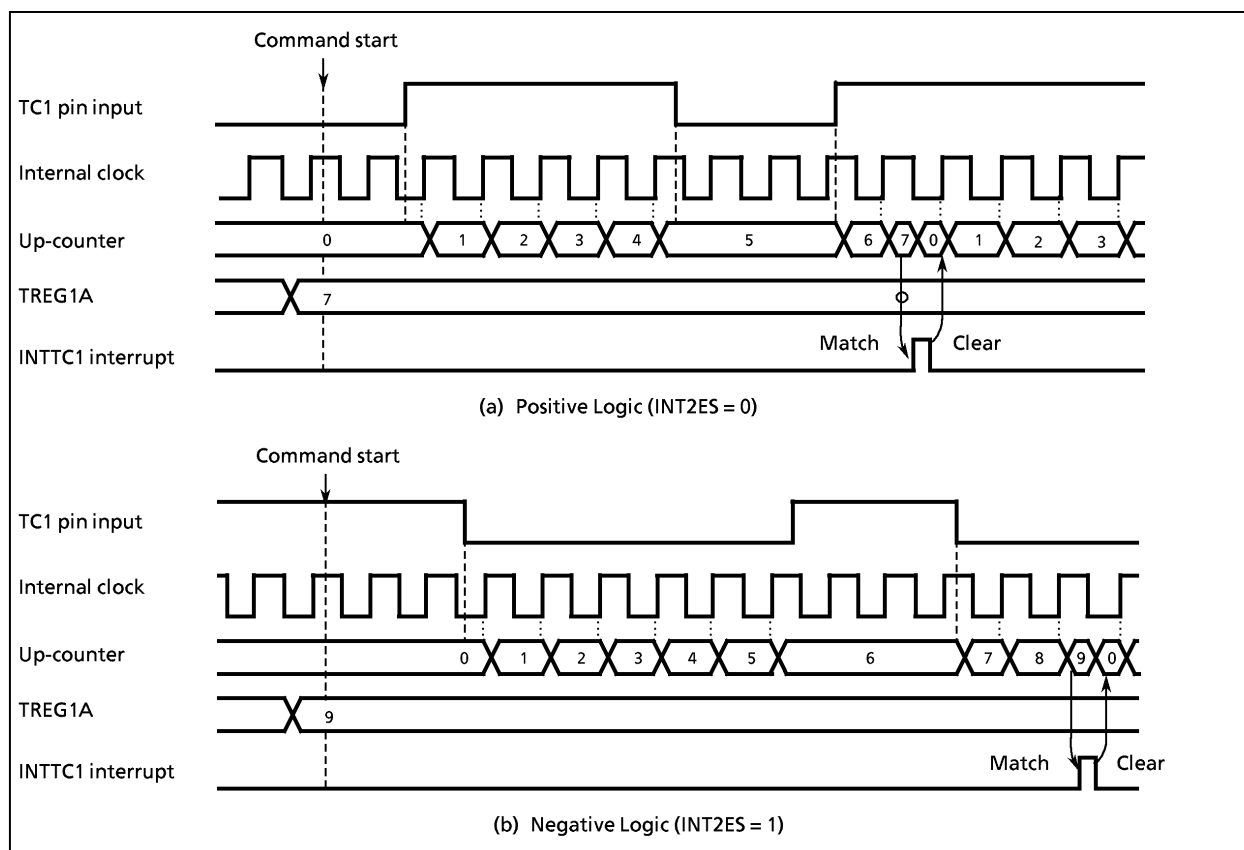 Command start
TC1 pin input
Internal clock
Up-counter 0 1 2 3 4 5 6 7 0 1 2 3
TREG1A 7
Match Clear
INTTC1 interrupt
(a) Positive Logic (INT2ES = 0)
Command start
TC1 pin input
Internal clock
Up-counter 0 1 2 3 4 5 6 7 8 9 0
TREG1A 9
Match Clear
INTTC1 interrupt
(b) Negative Logic (INT2ES = 1)